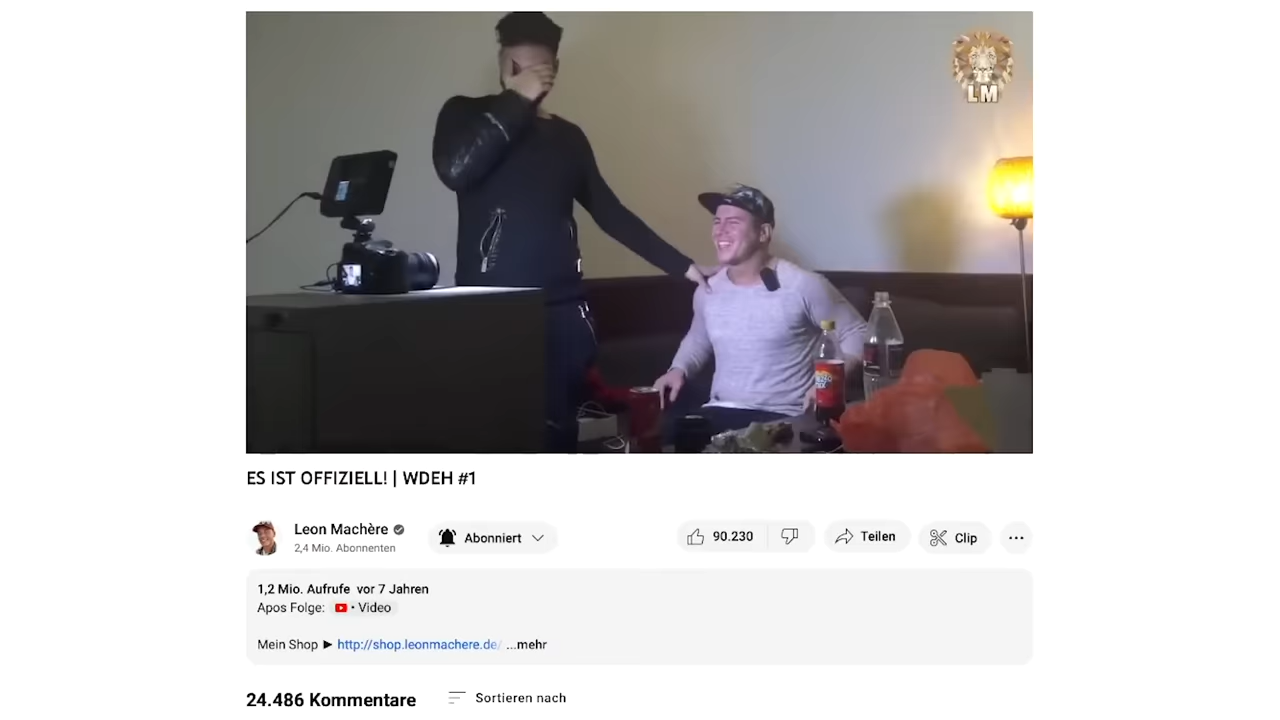 LM
ES IST OFFIZIELL! | WDEH #1
Leon Machère
2,4 Mio. Abonnenten
Abonniert
90.230
Teilen
Clip
1,2 Mio. Aufrufe vor 7 Jahren
Apos Folge: • Video
Mein Shop ► http://shop.leonmachere.de/ ...mehr
24.486 Kommentare
Sortieren nach